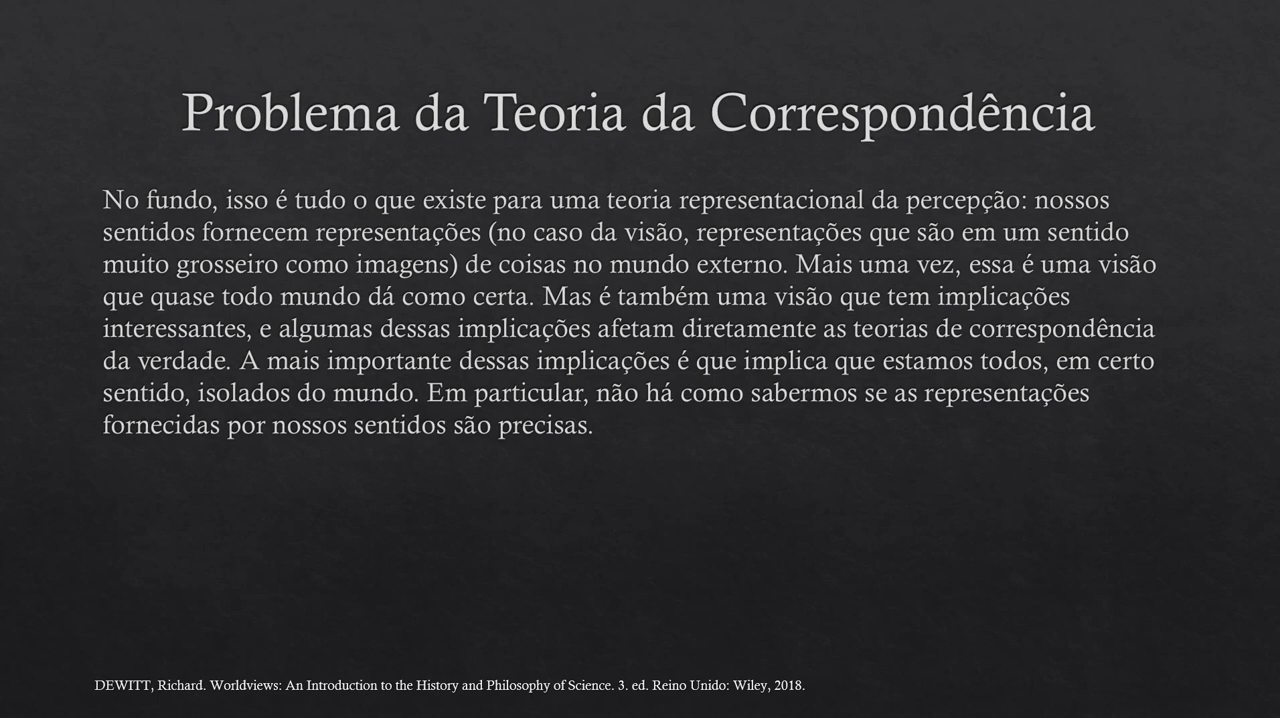 Problema da Teoria da Correspondência
No fundo, isso é tudo o que existe para uma teoria representacional da percepção: nossos
sentidos fornecem representações (no caso da visão, representações que são em um sentido
muito grosseiro como imagens) de coisas no mundo externo. Mais uma vez, essa é uma visão
que quase todo mundo dá como certa. Mas é também uma visão que tem implicações
interessantes, e algumas dessas implicações afetam diretamente as teorias de correspondência
da verdade. A mais importante dessas implicações é que implica que estamos todos, em certo
sentido, isolados do mundo. Em particular, não há como sabermos se as representações
fornecidas por nossos sentidos são precisas.
DEWITT, Richard. Worldviews: An Introduction to the History and Philosophy of Science. 3. ed. Reino Unido: Wiley, 2018.